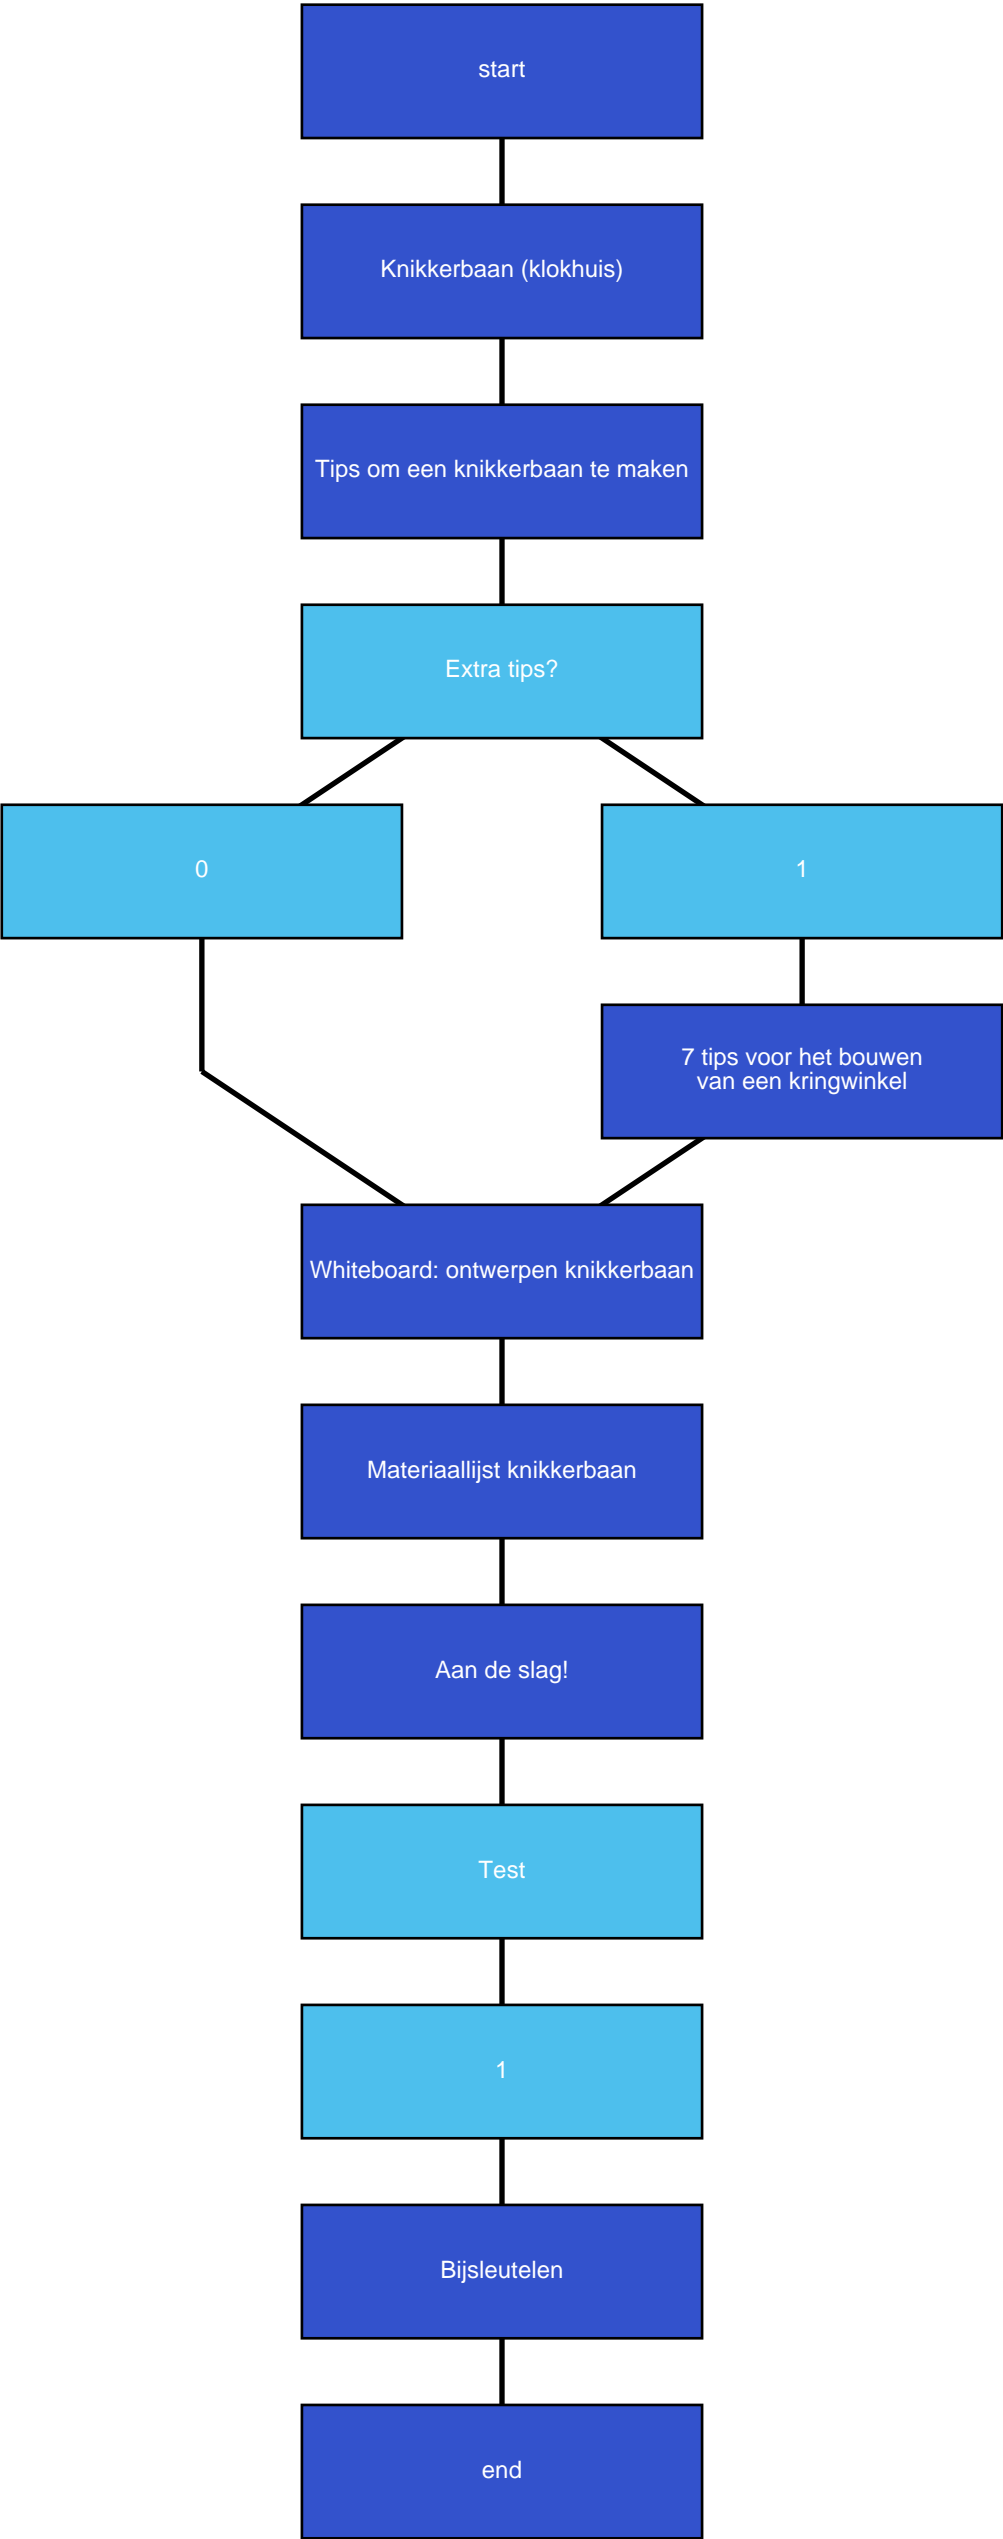 start
Knikkerbaan (klokhuis)
Tips om een knikkerbaan te maken
Extra tips?
0
1
7 tips voor het bouwen
van een kringwinkel
Whiteboard: ontwerpen knikkerbaan
Materiaallijst knikkerbaan
Aan de slag!
Test
1
Bijsleutelen
end